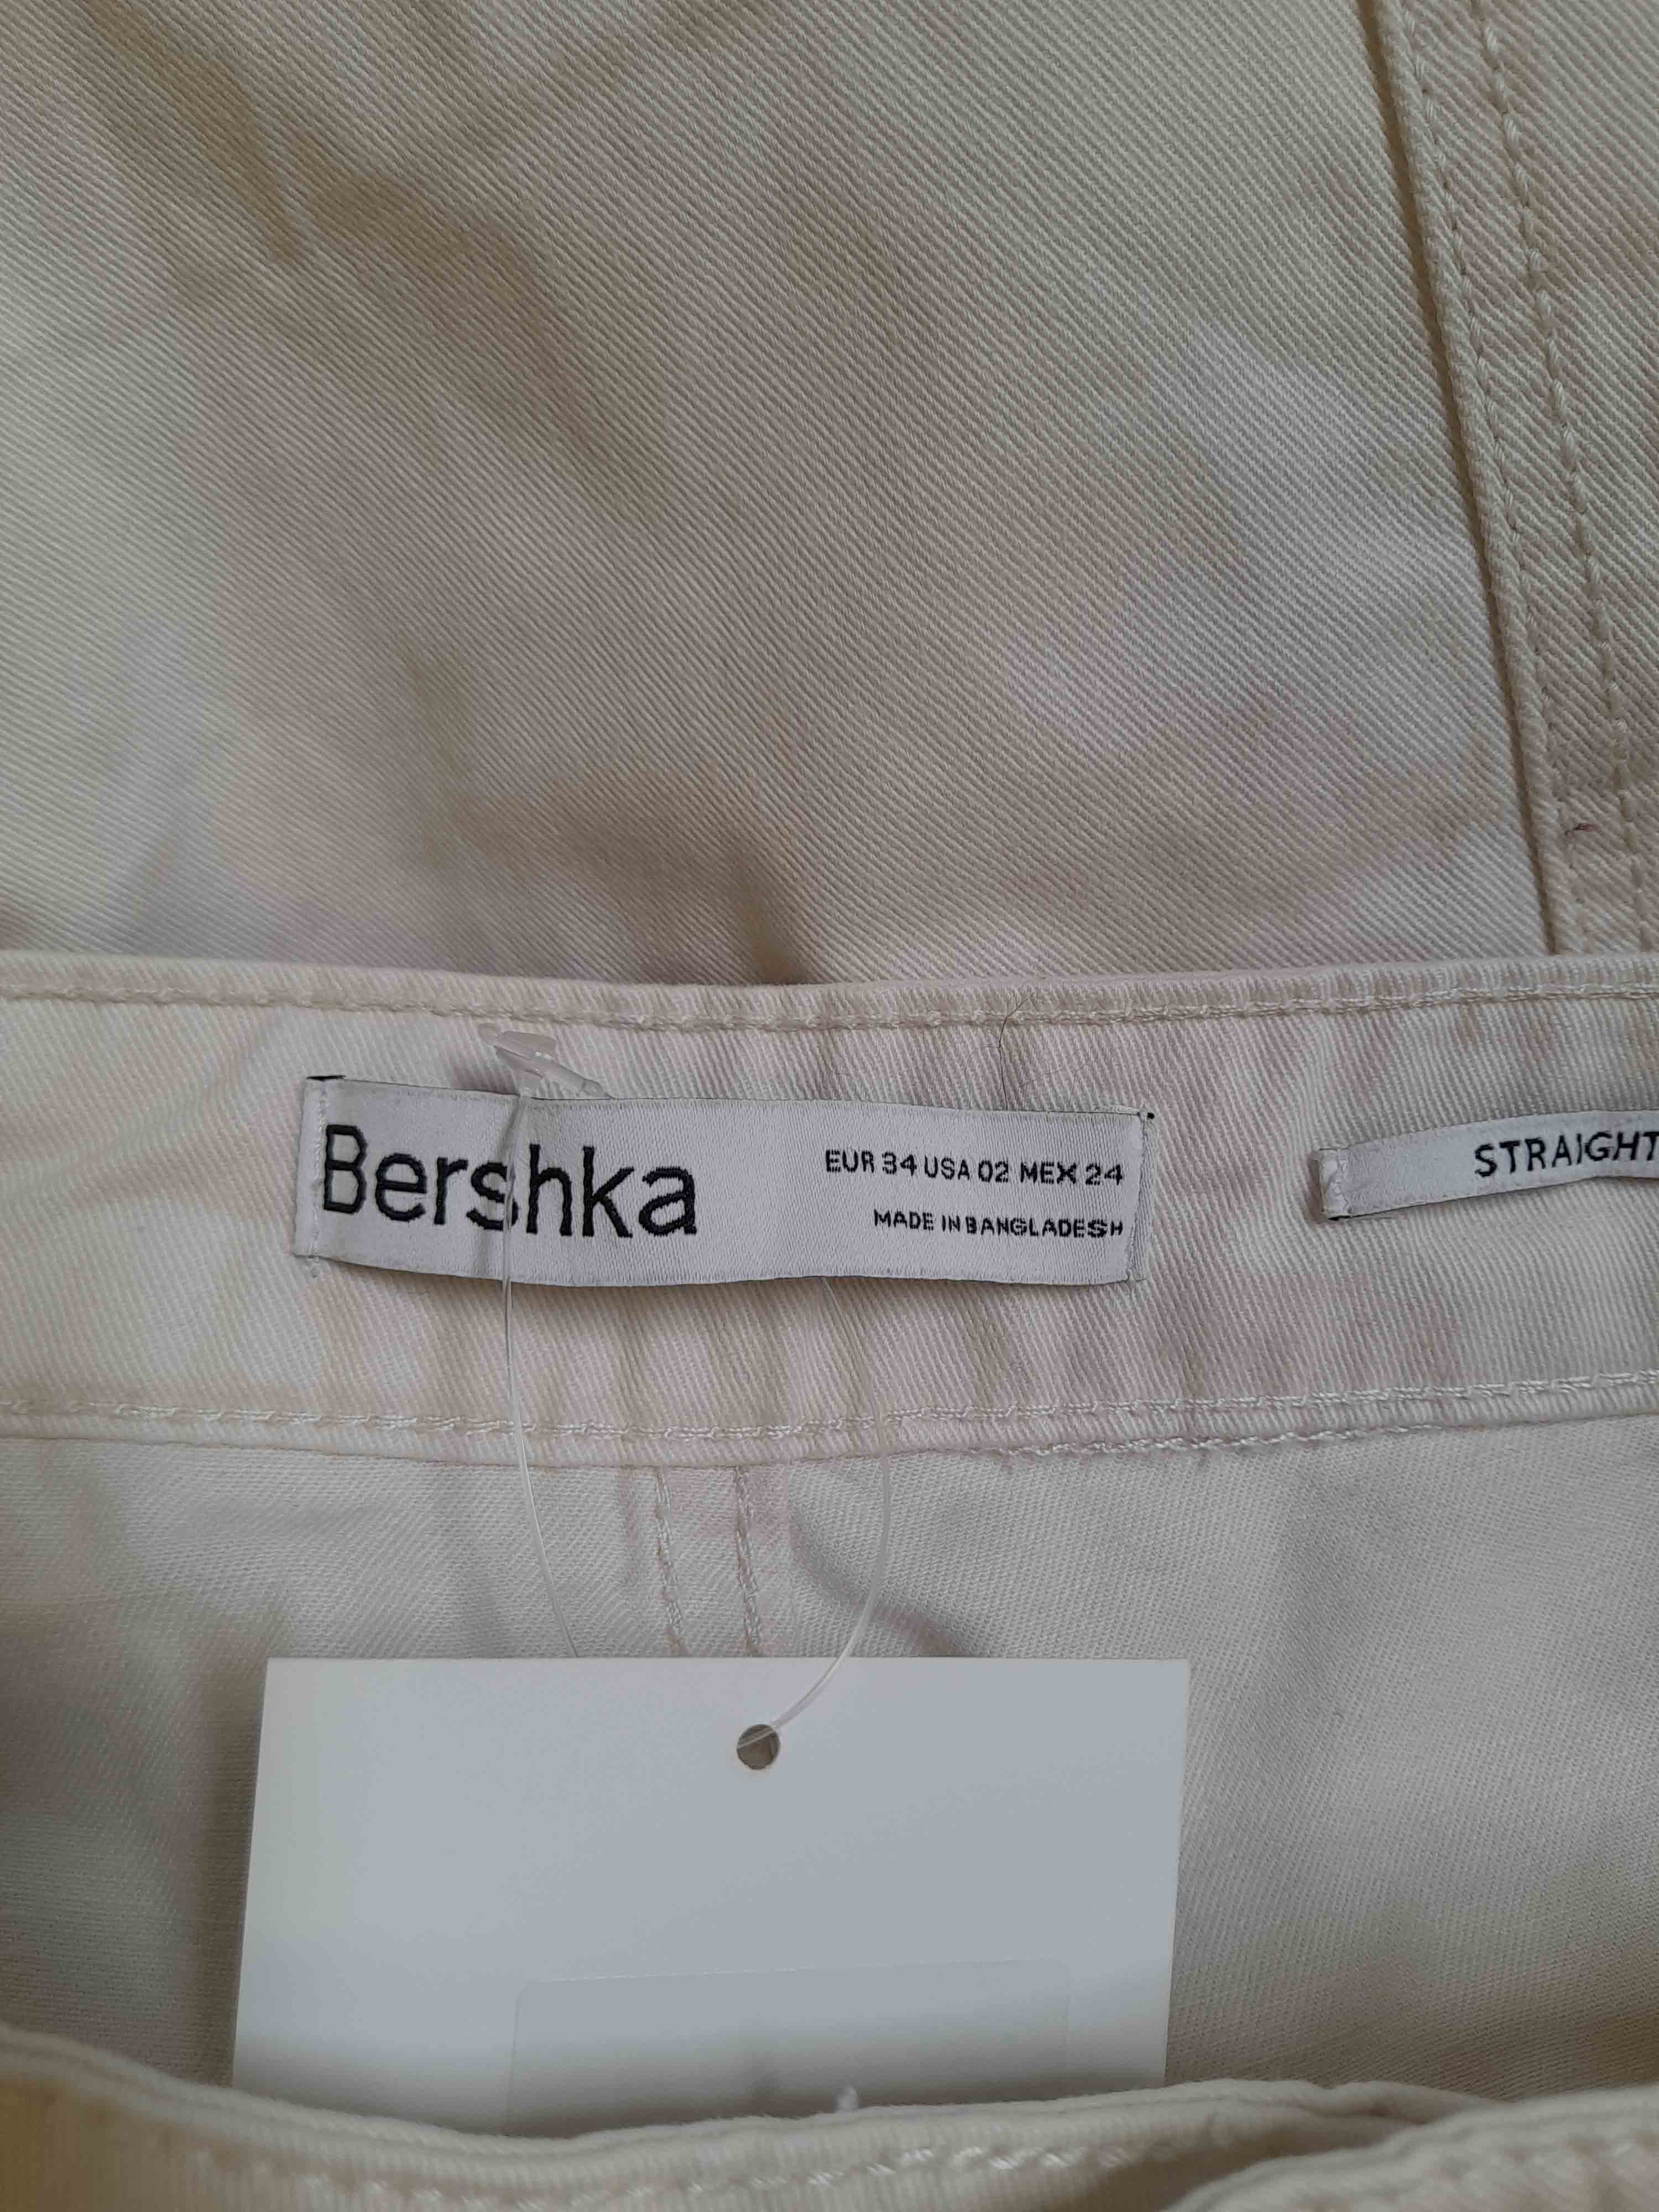 Bershka
EUR 34 USA 02 MEX 24
MADE IN BANGLADESH
STRAIGHT